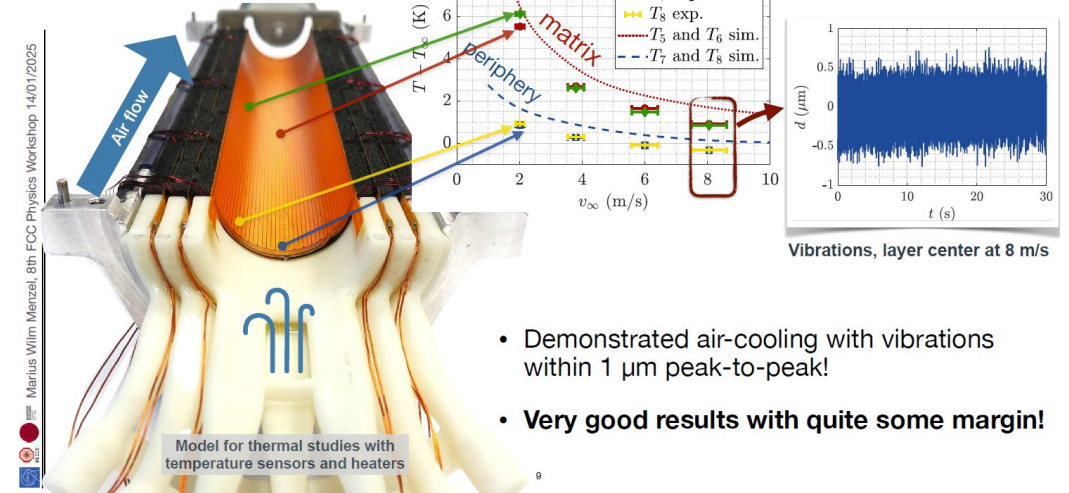 Marius Wilm Menzel, 8th FCC Physics Workshop 14/01/2025
Air flow
Model for thermal studies with
temperature sensors and heaters
T − T∞ (K)
6
4
2
0
0 2 4 6 8 10
v∞ (m/s)
matrix
periphery
T8 exp.
T5 and T6 sim.
T7 and T8 sim.
d (μm)
1
0.5
0
-0.5
-1
0 10 20 30
t (s)
Vibrations, layer center at 8 m/s
• Demonstrated air-cooling with vibrations
within 1 μm peak-to-peak!
• Very good results with quite some margin!
9